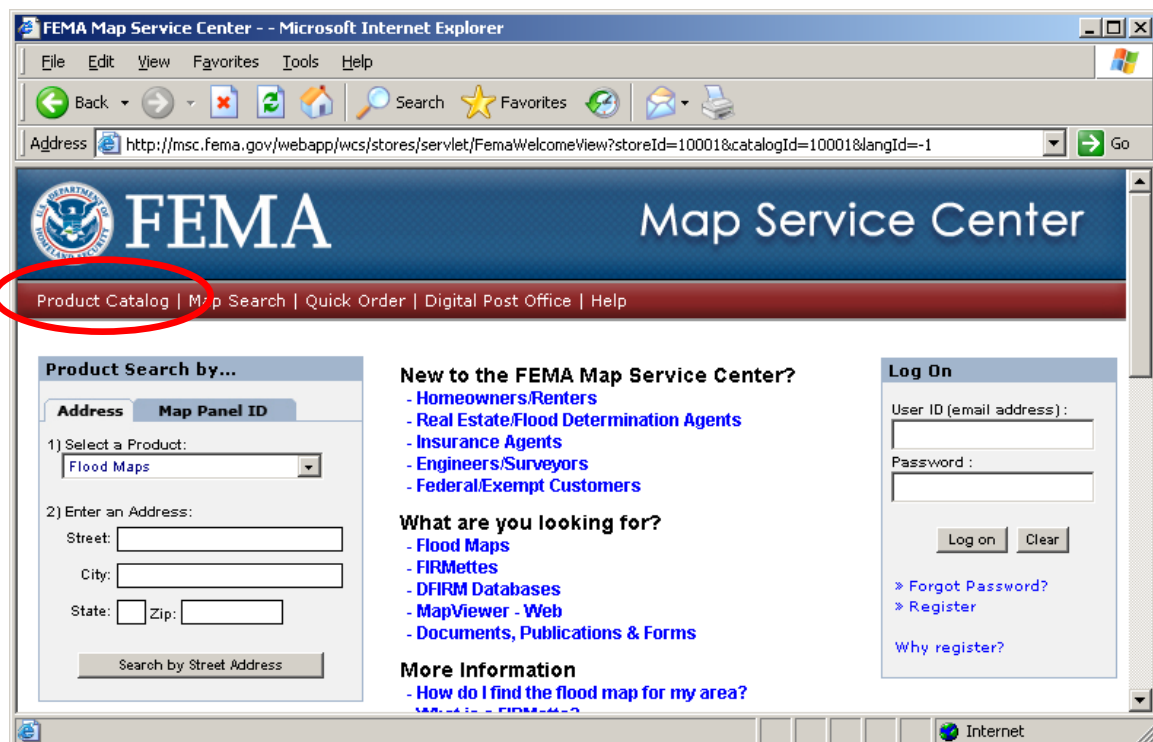 FEMA Map Service Center - - Microsoft Internet Explorer
File Edit View Favorites Tools Help
Back Search Favorites
Address http://msc.fema.gov/webapp/wcs/stores/servlet/FemaWelcomeView?storeId=10001&catalogId=10001&langId=-1 Go
U.S. DEPARTMENT OF HOMELAND SECURITY
FEMA Map Service Center
Product Catalog | Map Search | Quick Order | Digital Post Office | Help
Product Search by...
Address Map Panel ID
1) Select a Product:
Flood Maps
2) Enter an Address:
Street:
City:
State: Zip:
Search by Street Address
New to the FEMA Map Service Center?
- Homeowners/Renters
- Real Estate/Flood Determination Agents
- Insurance Agents
- Engineers/Surveyors
- Federal/Exempt Customers
What are you looking for?
- Flood Maps
- FIRMettes
- DFIRM Databases
- MapViewer - Web
- Documents, Publications & Forms
More Information
- How do I find the flood map for my area?
- What is a FIRMette?
Log On
User ID (email address) :
Password :
Log on Clear
» Forgot Password?
» Register
Why register?
Internet